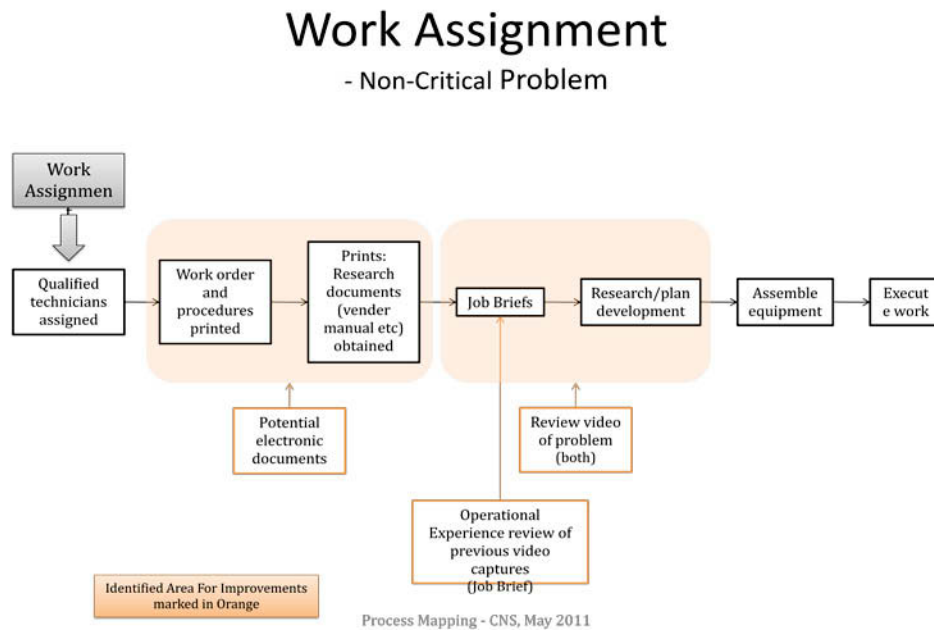 Work Assignment
- Non-Critical Problem
Work
Assignmen
Qualified
technicians
assigned
Work order
and
procedures
printed
Prints:
Research
documents
(vender
manual etc)
obtained
Job Briefs
Research/plan
development
Assemble
equipment
Execut
e work
Potential
electronic
documents
Review video
of problem
(both)
Operational
Experience review of
previous video
captures
(Job Brief)
Identified Area For Improvements
marked in Orange
Process Mapping - CNS, May 2011